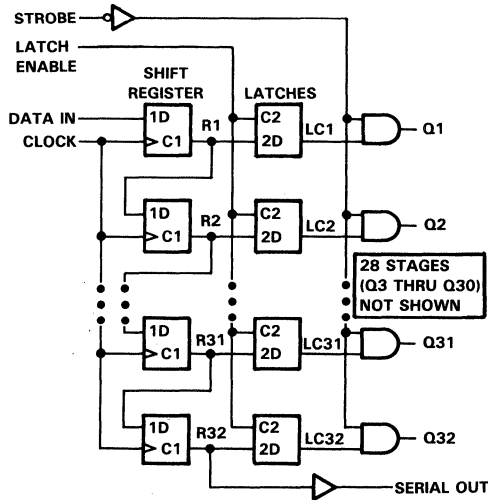 STROBE
LATCH
ENABLE
SHIFT
REGISTER
LATCHES
DATA IN
CLOCK
1D
C1
R1
C2
2D
LC1
Q1
1D
C1
R2
C2
2D
LC2
Q2
28 STAGES
(Q3 THRU Q30)
NOT SHOWN
1D
C1
R31
C2
2D
LC31
Q31
1D
C1
R32
C2
2D
LC32
Q32
SERIAL OUT